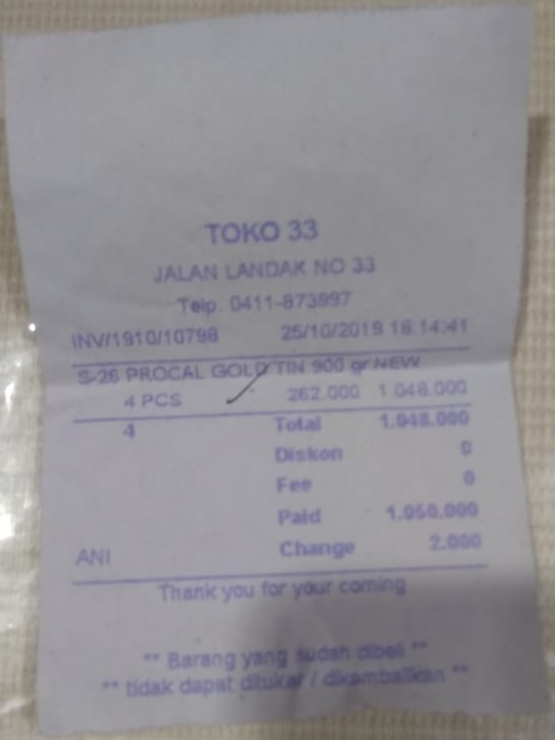 TOKO 33
JALAN LANDAK NO 33
Telp. 0411-873997
INV/1910/10798 25/10/2019 18:14:41
S-26 PROCAL GOLD TIN 900 gr NEW
4 PCS 262.000 1.048.000
4 Total 1.048.000
Diskon 0
Fee 0
Paid 1.050.000
ANI Change 2.000
Thank you for your coming
** Barang yang sudah dibeli **
** tidak dapat ditukar / dikembalikan **